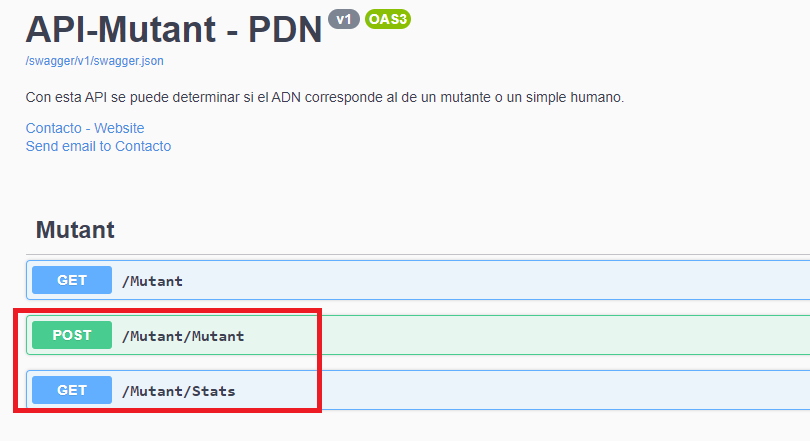 API-Mutant - PDN v1 OAS3
/swagger/v1/swagger.json
Con esta API se puede determinar si el ADN corresponde al de un mutante o un simple humano.
Contacto - Website
Send email to Contacto
Mutant
GET /Mutant
POST /Mutant/Mutant
GET /Mutant/Stats